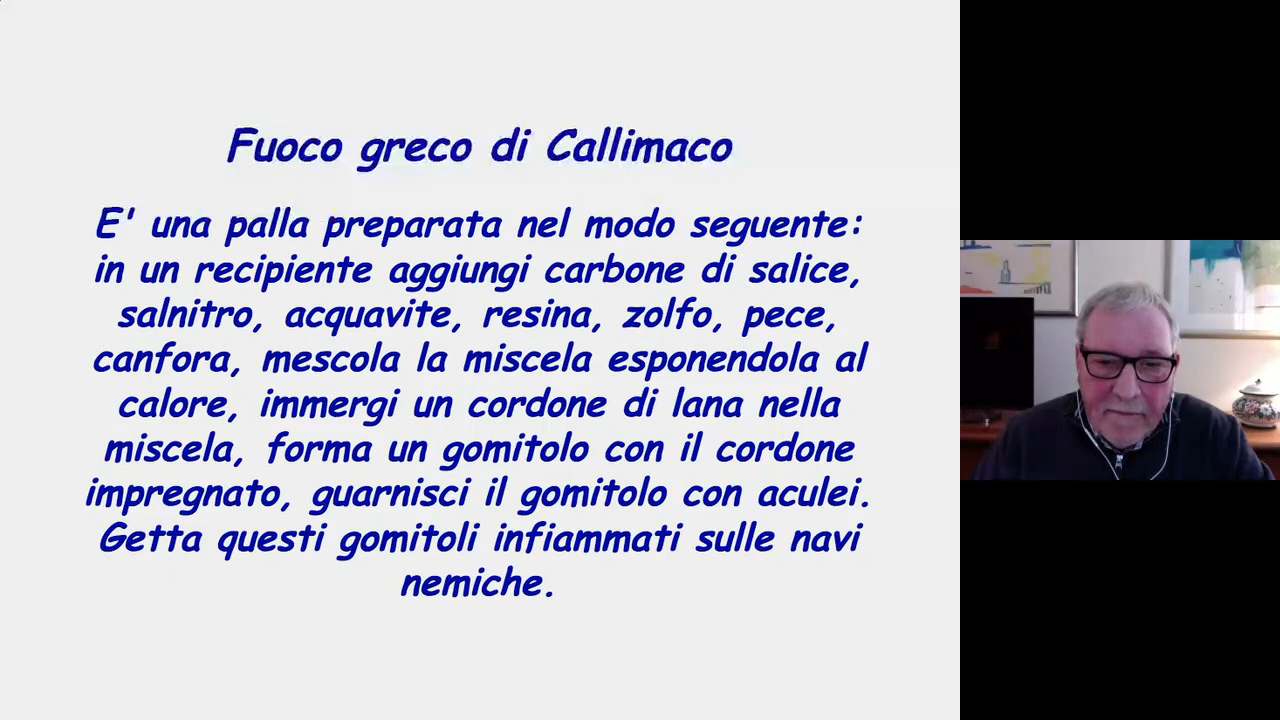 Fuoco greco di Callimaco
E' una palla preparata nel modo seguente:
in un recipiente aggiungi carbone di salice,
salnitro, acquavite, resina, zolfo, pece,
canfora, mescola la miscela esponendola al
calore, immergi un cordone di lana nella
miscela, forma un gomitolo con il cordone
impregnato, guarnisci il gomitolo con aculei.
Getta questi gomitoli infiammati sulle navi
nemiche.